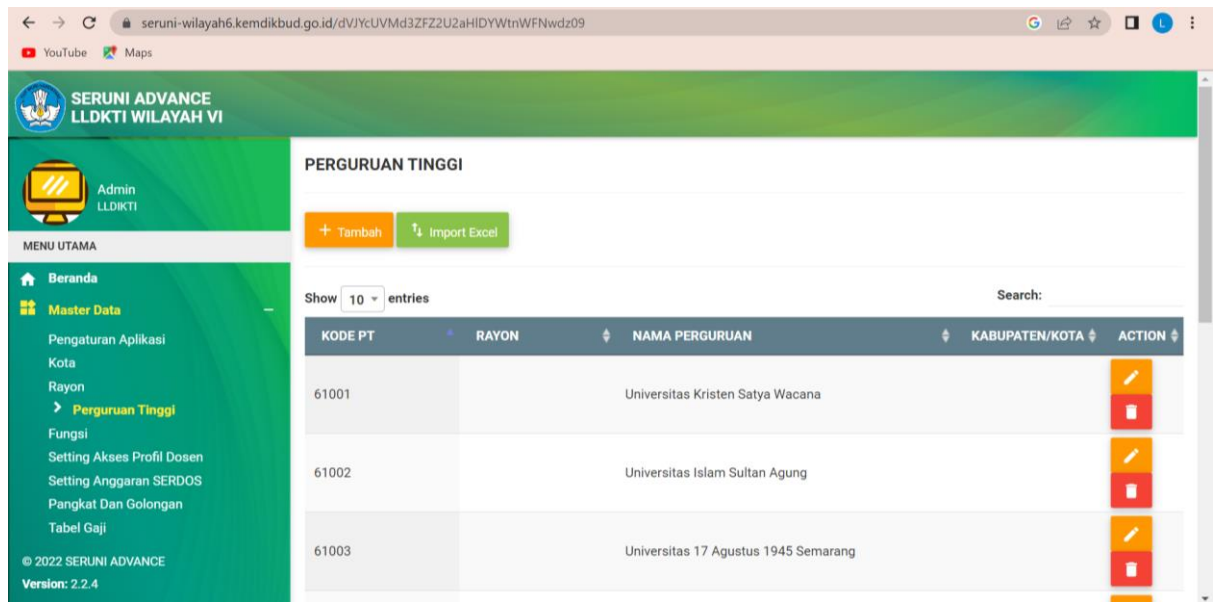 seruni-wilayah6.kemdikbud.go.id/dVJYcUVMd3ZFZ2U2aHlDYWtnWFNwdz09
G
L
YouTube
Maps
SERUNI ADVANCE
LLDKTI WILAYAH VI
Admin
LLDIKTI
MENU UTAMA
Beranda
Master Data
Pengaturan Aplikasi
Kota
Rayon
Perguruan Tinggi
Fungsi
Setting Akses Profil Dosen
Setting Anggaran SERDOS
Pangkat Dan Golongan
Tabel Gaji
© 2022 SERUNI ADVANCE
Version: 2.2.4
PERGURUAN TINGGI
+ Tambah
Import Excel
Show 10 entries
Search:
KODE PT RAYON NAMA PERGURUAN KABUPATEN/KOTA ACTION
61001 Universitas Kristen Satya Wacana
61002 Universitas Islam Sultan Agung
61003 Universitas 17 Agustus 1945 Semarang